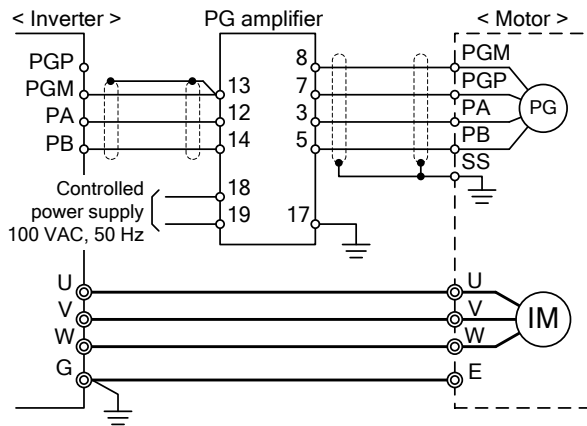 < Inverter >
PG amplifier
< Motor >
PGP
PGM
PA
PB
13
12
14
18
19
8
7
3
5
17
PGM
PGP
PA
PB
SS
PG
Controlled
power supply
100 VAC, 50 Hz
U
V
W
G
U
V
W
E
IM